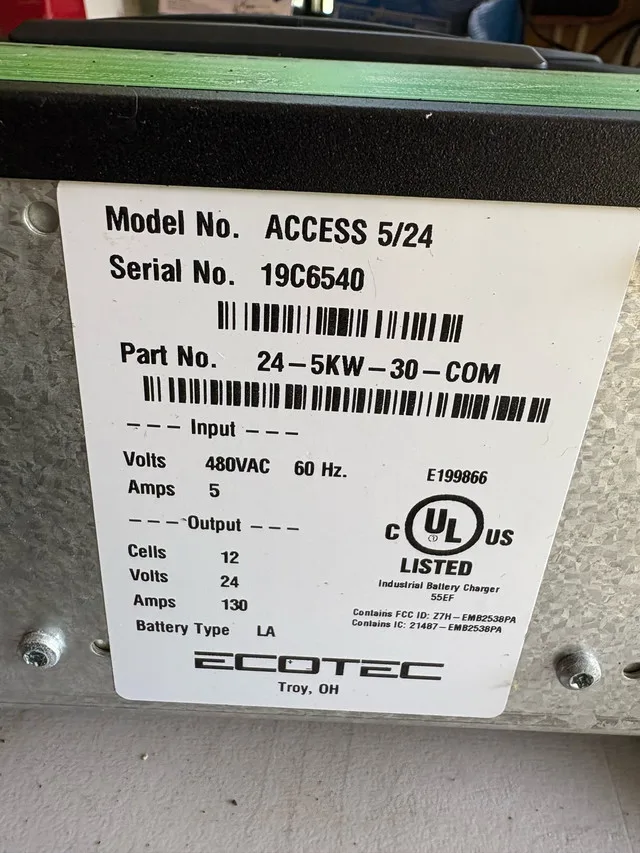 Model No. ACCESS 5/24
Serial No. 19C6540
Part No. 24-5KW-30-COM
--- Input ---
Volts 480VAC 60 Hz.
Amps 5
--- Output ---
Cells 12
Volts 24
Amps 130
Battery Type LA
E199866
C UL US
LISTED
Industrial Battery Charger
55EF
Contains FCC ID: Z7H-EMB2538PA
Contains IC: 21487-EMB2538PA
ECOTEC
Troy, OH